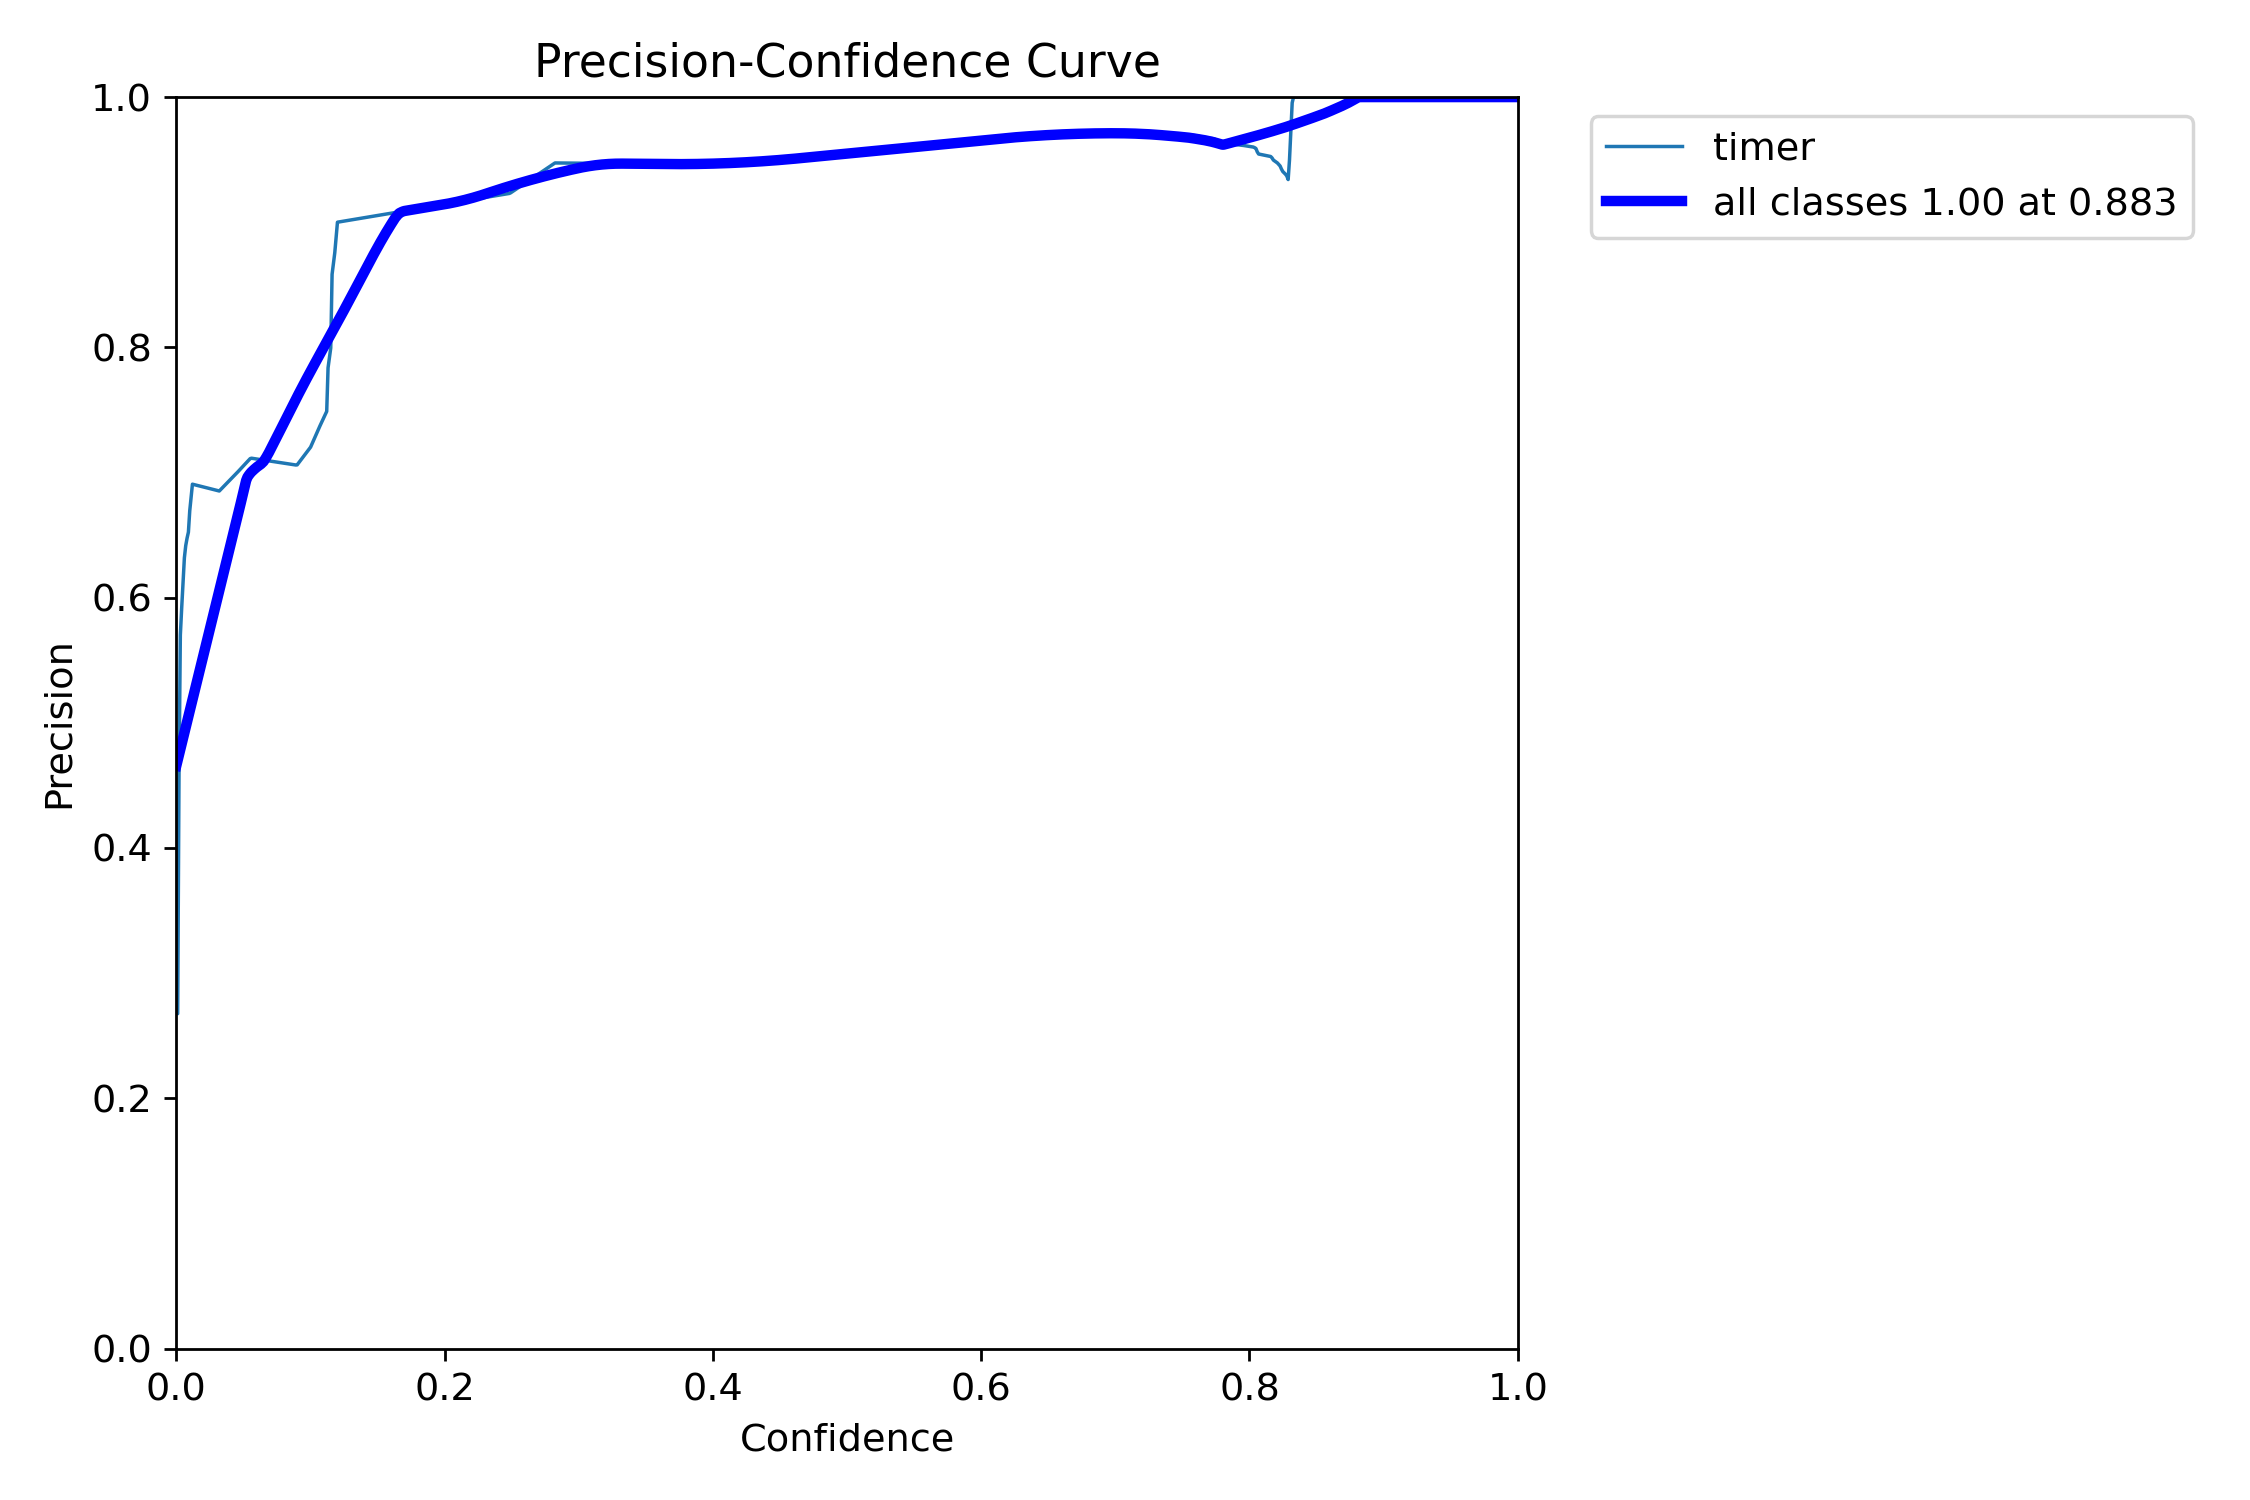 Precision-Confidence Curve
1.0
0.8
0.6
0.4
0.2
0.0
Precision
0.0 0.2 0.4 0.6 0.8 1.0
Confidence
timer
all classes 1.00 at 0.883